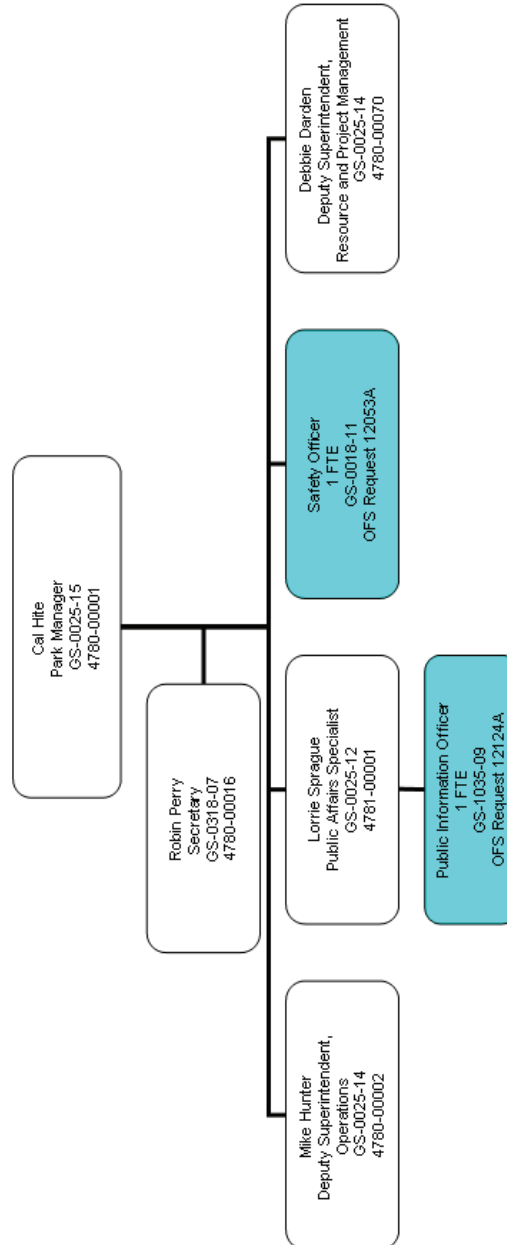 Cal Hite
Park Manager
GS-0025-15
4780-00001
Robin Perry
Secretary
GS-0318-07
4780-00016
Mike Hunter
Deputy Superintendent,
Operations
GS-0025-14
4780-00002
Lorrie Sprague
Public Affairs Specialist
GS-0025-12
4781-00001
Safety Officer
1 FTE
GS-0018-11
OFS Request 12053A
Debbie Darden
Deputy Superintendent,
Resource and Project Management
GS-0025-14
4780-00070
Public Information Officer
1 FTE
GS-1035-09
OFS Request 12124A